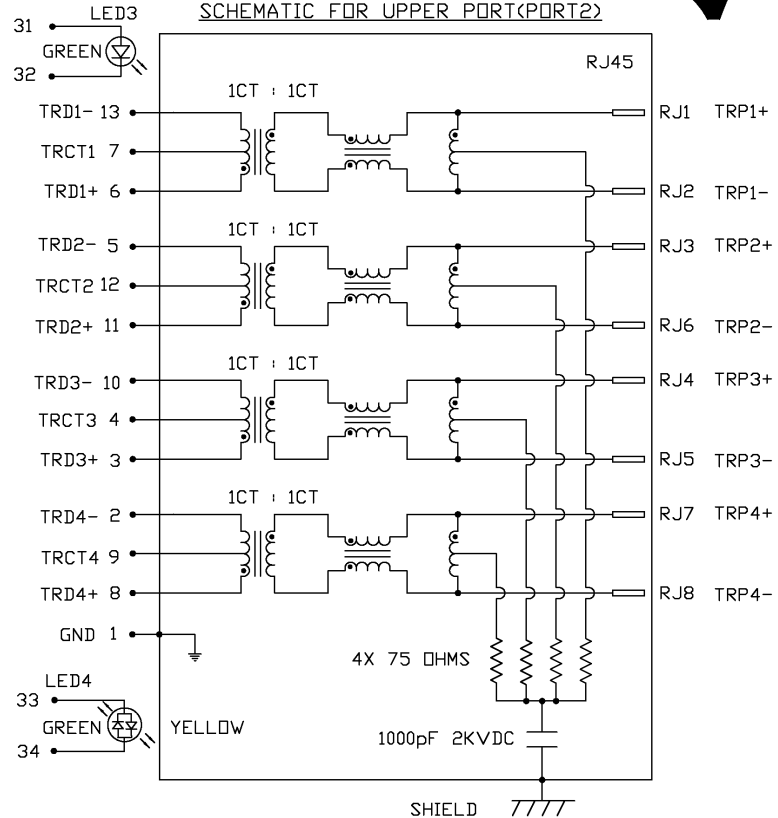 SCHEMATIC FOR UPPER PORT(PORT2)
LED3
31
GREEN
32
RJ45
1CT : 1CT
TRD1- 13
RJ1 TRP1+
TRCT1 7
TRD1+ 6
RJ2 TRP1-
1CT : 1CT
TRD2- 5
RJ3 TRP2+
TRCT2 12
TRD2+ 11
RJ6 TRP2-
1CT : 1CT
TRD3- 10
RJ4 TRP3+
TRCT3 4
TRD3+ 3
RJ5 TRP3-
1CT : 1CT
TRD4- 2
RJ7 TRP4+
TRCT4 9
TRD4+ 8
RJ8 TRP4-
GND 1
4X 75 OHMS
LED4
33
GREEN
YELLOW
34
1000pF 2KVDC
SHIELD